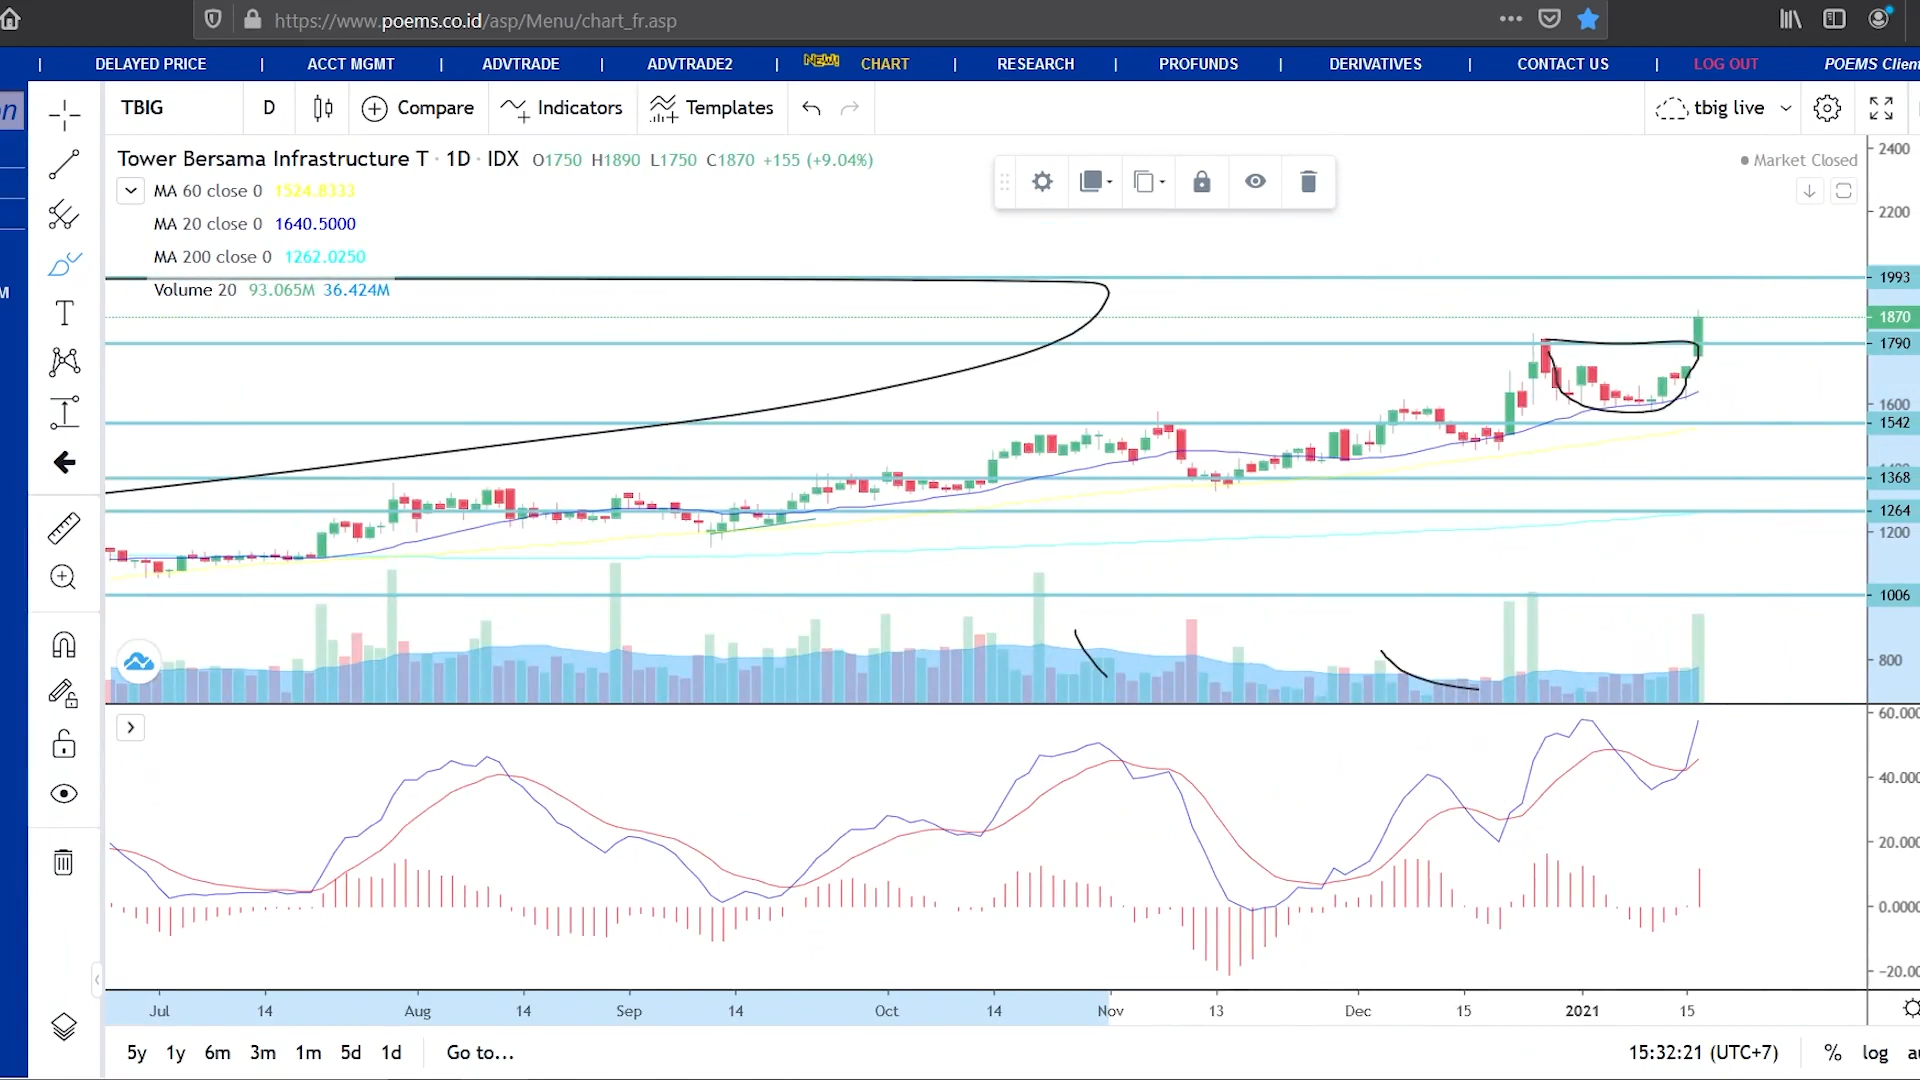 https://www.poems.co.id/asp/Menu/chart_fr.asp
| DELAYED PRICE | ACCT MGMT | ADVTRADE | ADVTRADE2 | NEW! CHART | RESEARCH | PROFUNDS | DERIVATIVES | CONTACT US | LOG OUT POEMS Client
on
M
TBIG D Compare Indicators Templates tbig live
Tower Bersama Infrastructure T · 1D · IDX O1750 H1890 L1750 C1870 +155 (+9.04%)
Market Closed
MA 60 close 0 1524.8333
MA 20 close 0 1640.5000
MA 200 close 0 1262.0250
Volume 20 93.065M 36.424M
2400
2200
1993
1870
1790
1600
1542
1368
1264
1200
1006
800
60.000
40.000
20.000
0.0000
-20.00
Jul 14 Aug 14 Sep 14 Oct 14 Nov 13 Dec 15 2021 15
5y 1y 6m 3m 1m 5d 1d Go to... 15:32:21 (UTC+7) % log au